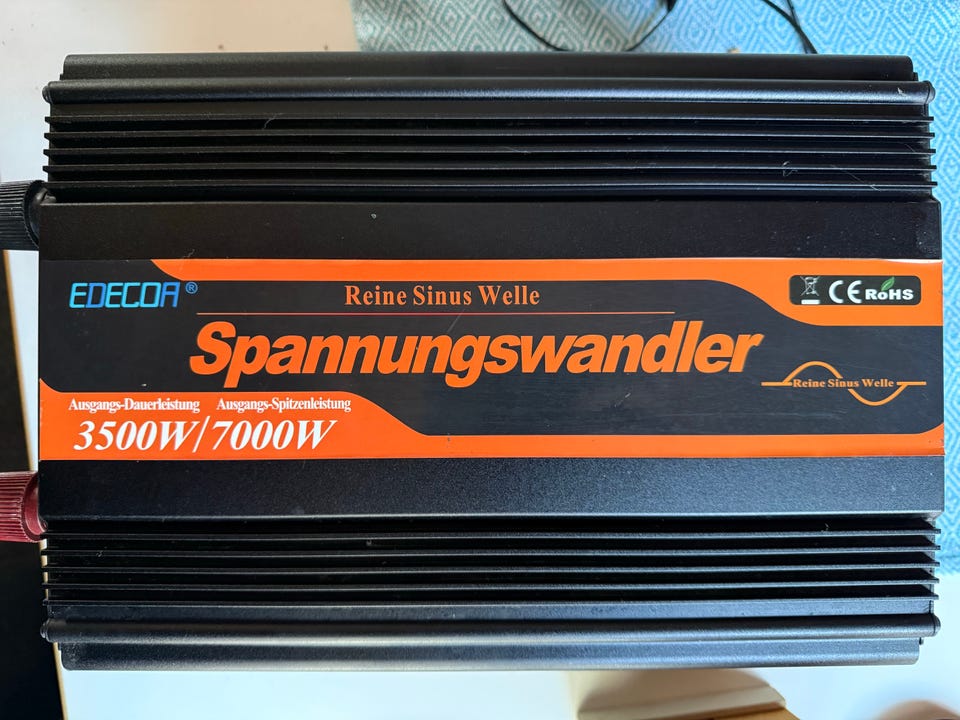 EDECOA®
Reine Sinus Welle
CE RoHS
Spannungswandler
Reine Sinus Welle
Ausgangs-Dauerleistung Ausgangs-Spitzenleistung
3500W/7000W